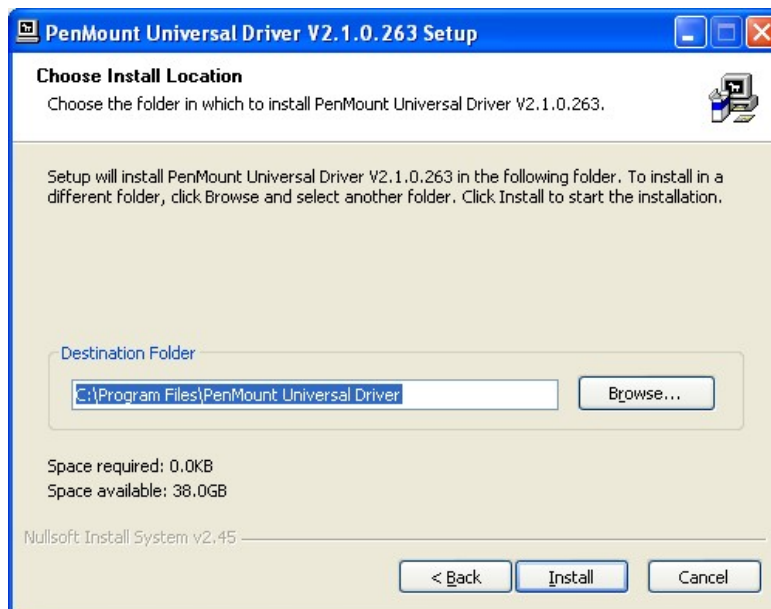 PenMount Universal Driver V2.1.0.263 Setup
Choose Install Location
Choose the folder in which to install PenMount Universal Driver V2.1.0.263.
Setup will install PenMount Universal Driver V2.1.0.263 in the following folder. To install in a
different folder, click Browse and select another folder. Click Install to start the installation.
Destination Folder
C:\Program Files\PenMount Universal Driver
Browse...
Space required: 0.0KB
Space available: 38.0GB
Nullsoft Install System v2.45
< Back
Install
Cancel